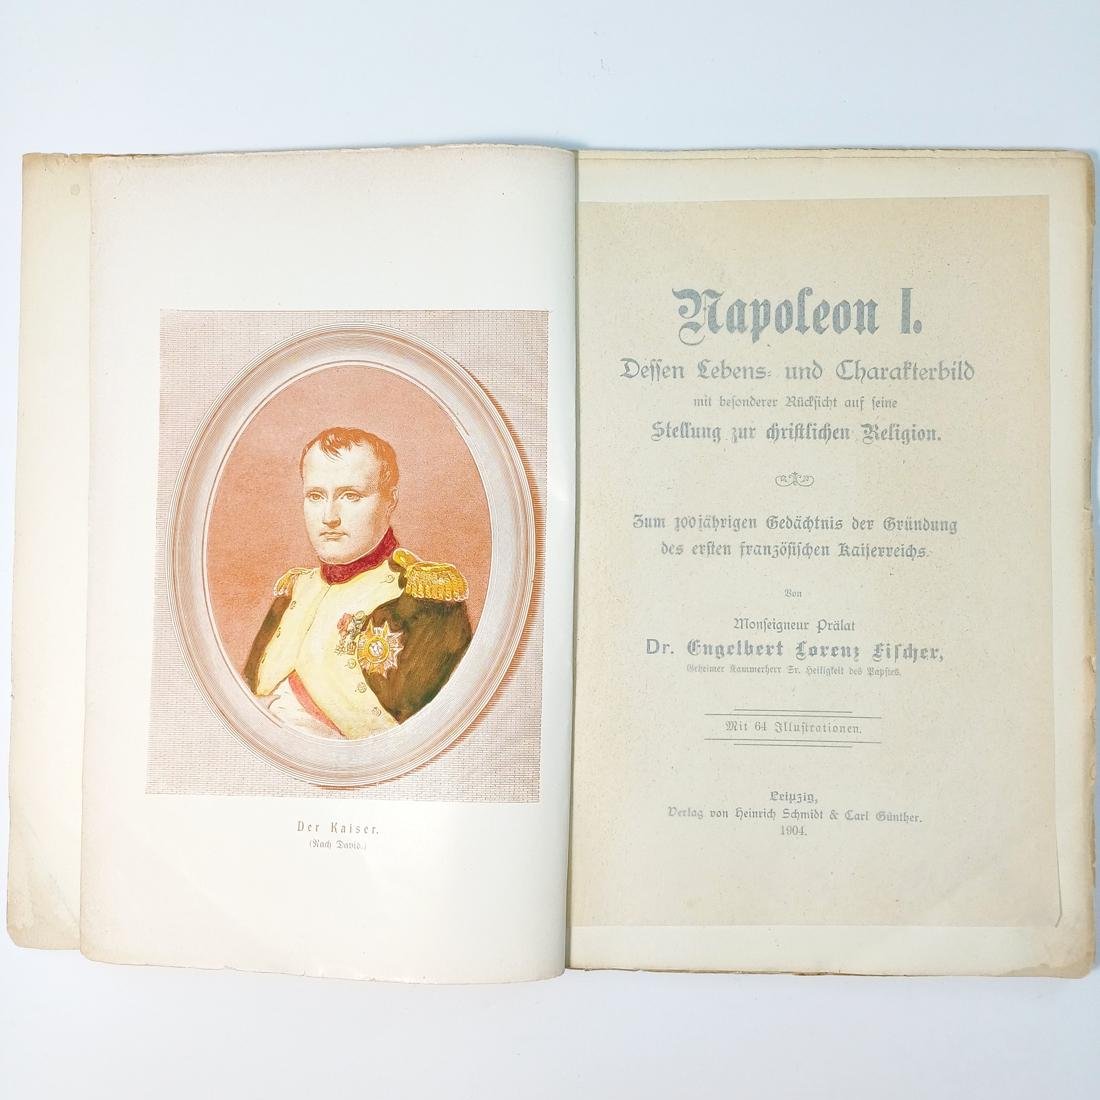 Der Kaiser.
(Nach David.)
Napoleon I.
Dessen Lebens- und Charakterbild
mit besonderer Rücksicht auf seine
Stellung zur christlichen Religion.
Zum 100jährigen Gedächtnis der Gründung
des ersten französischen Kaiserreichs.
Von
Monseigneur Prälat
Dr. Engelbert Lorenz Fischer,
Geheimer Kammerherr Sr. Heiligkeit des Papstes.
Mit 64 Illustrationen.
Leipzig,
Verlag von Heinrich Schmidt & Carl Günther.
1904.